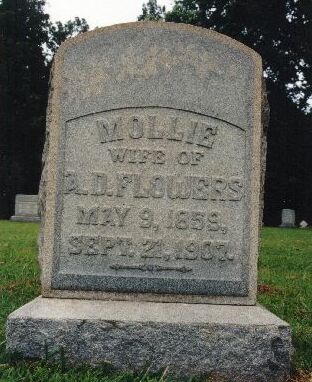 MOLLIE
WIFE OF
A.D. FLOWERS
MAY 9, 1859,
SEPT. 21, 1907.